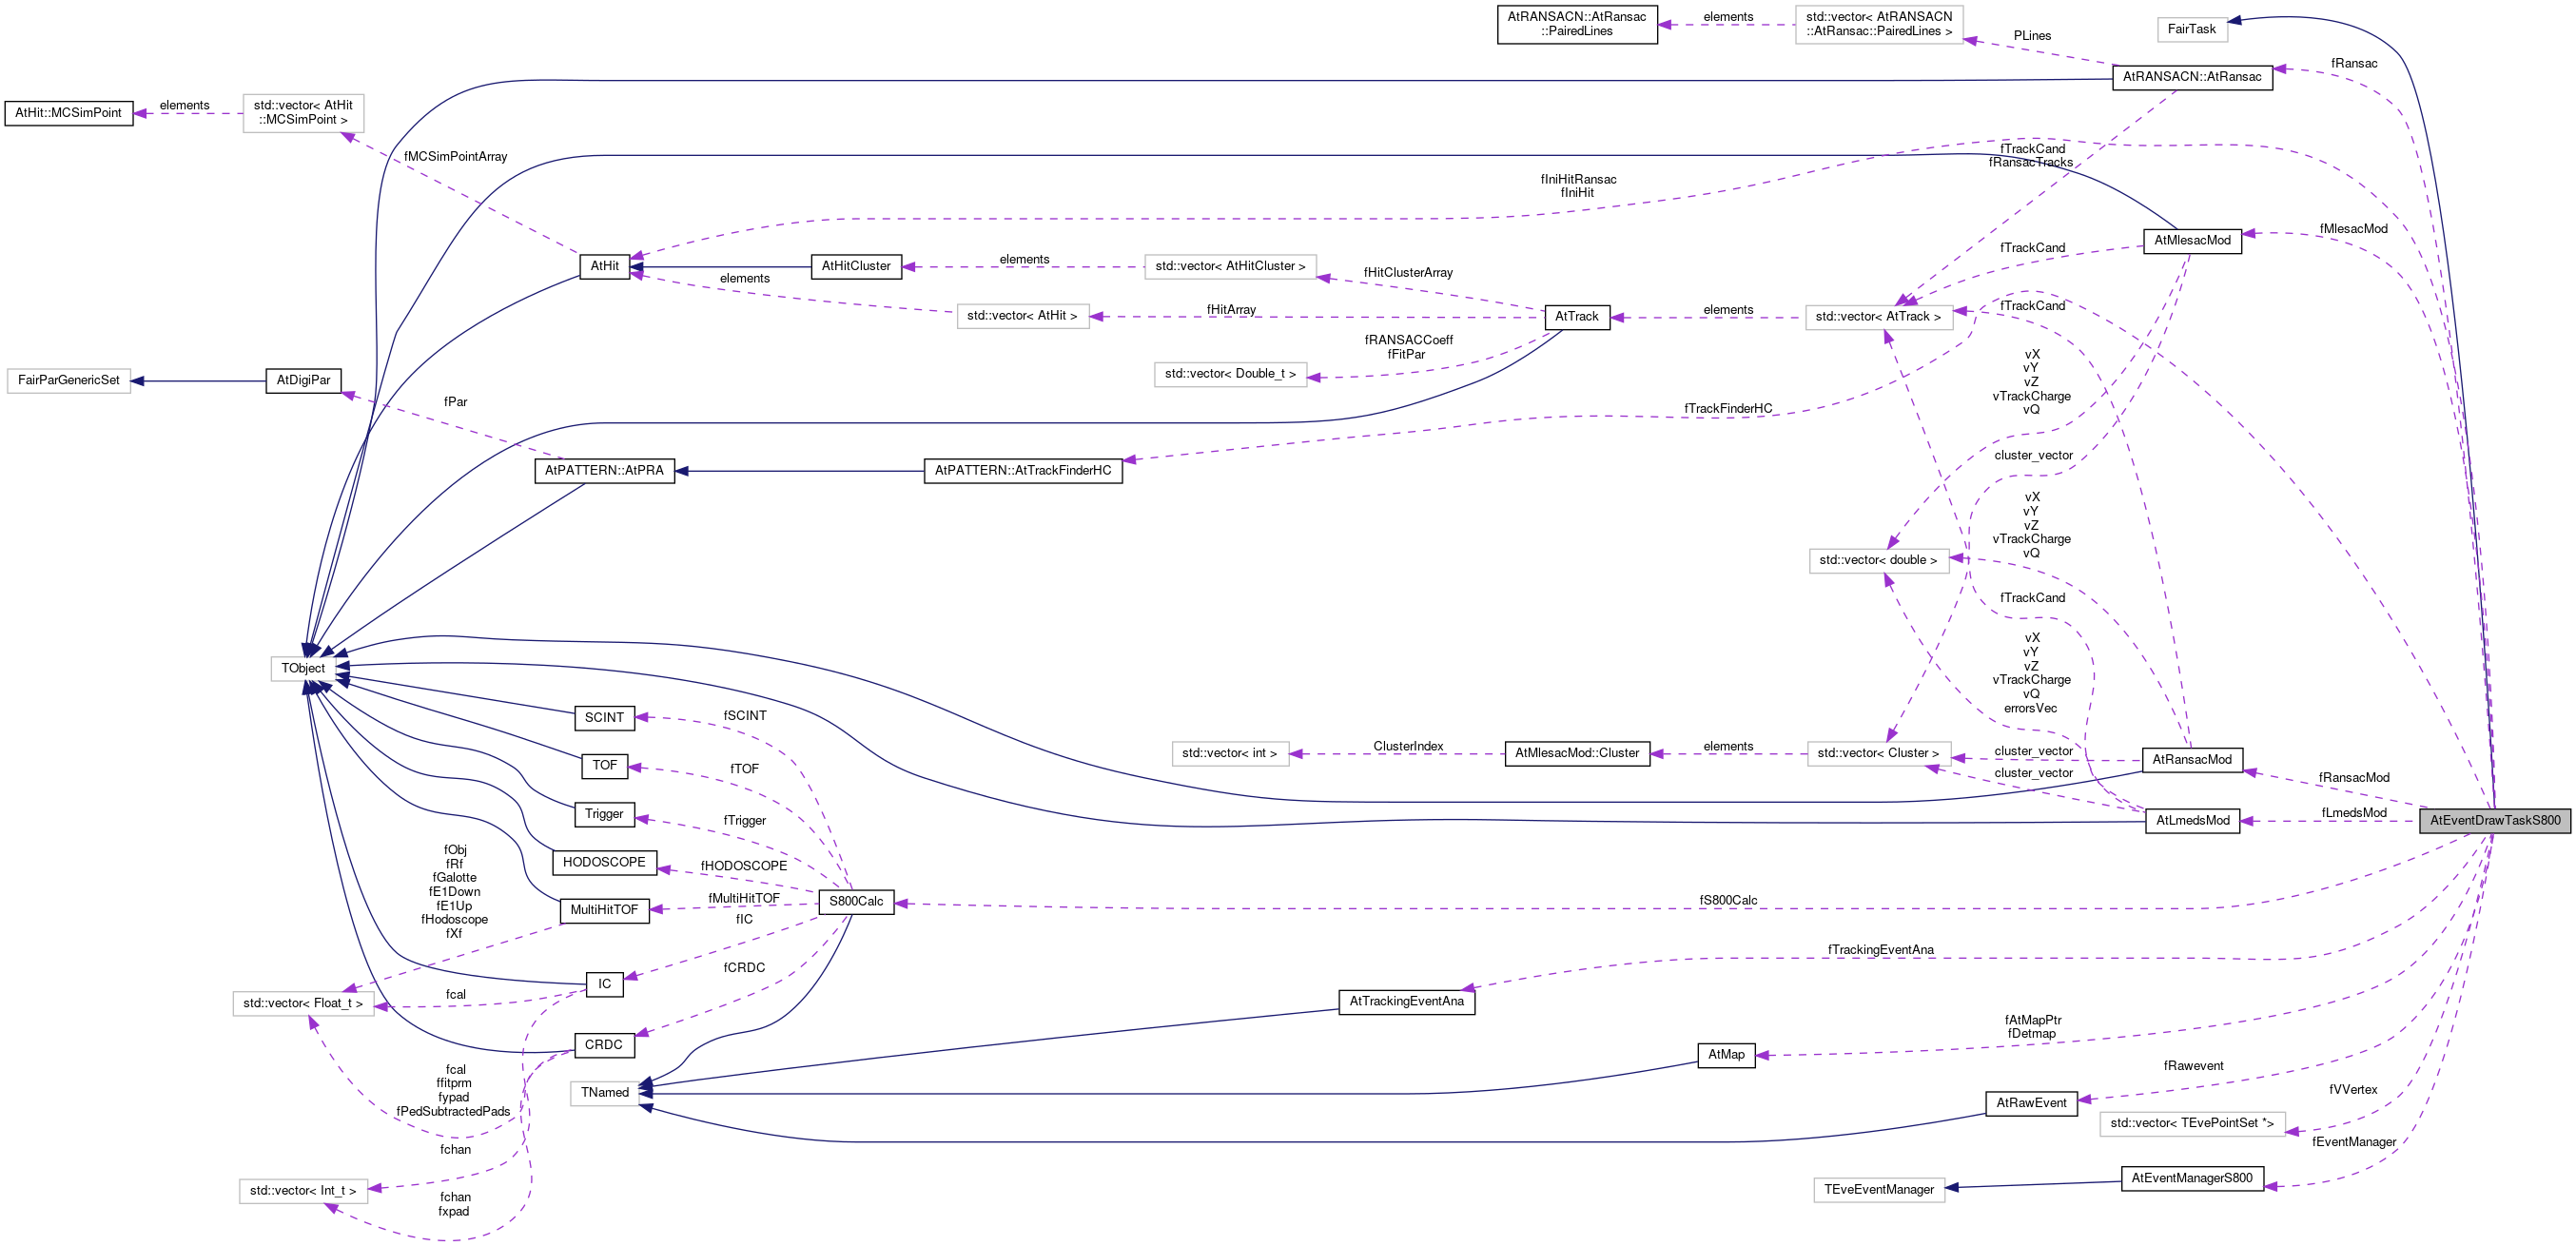 AtRANSACN::AtRansac
::PairedLines
elements
std::vector< AtRANSACN
::AtRansac::PairedLines >
PLines
FairTask
AtRANSACN::AtRansac
fRansac
AtHit::MCSimPoint
elements
std::vector< AtHit
::MCSimPoint >
fMCSimPointArray
fTrackCand
fRansacTracks
fIniHitRansac
fIniHit
AtHit
AtHitCluster
elements
elements
std::vector< AtHitCluster >
fHitClusterArray
AtMlesacMod
fMlesacMod
fTrackCand
std::vector< AtHit >
fHitArray
AtTrack
elements
std::vector< AtTrack >
fTrackCand
fRANSACCoeff
fFitPar
std::vector< Double_t >
FairParGenericSet
AtDigiPar
fPar
vX
vY
vZ
vTrackCharge
vQ
fTrackFinderHC
AtPATTERN::AtPRA
AtPATTERN::AtTrackFinderHC
cluster_vector
vX
vY
vZ
vTrackCharge
vQ
std::vector< double >
fTrackCand
TObject
vX
vY
vZ
vTrackCharge
vQ
errorsVec
SCINT
fSCINT
TOF
fTOF
std::vector< int >
ClusterIndex
AtMlesacMod::Cluster
elements
std::vector< Cluster >
cluster_vector
cluster_vector
AtRansacMod
fRansacMod
Trigger
fTrigger
AtLmedsMod
fLmedsMod
AtEventDrawTaskS800
HODOSCOPE
fHODOSCOPE
fObj
fRf
fGalotte
fE1Down
fE1Up
fHodoscope
fXf
MultiHitTOF
fMultiHitTOF
S800Calc
fS800Calc
fIC
fCRDC
IC
fcal
std::vector< Float_t >
fTrackingEventAna
AtTrackingEventAna
CRDC
fAtMapPtr
fDetmap
AtMap
fcal
ffitprm
fypad
fPedSubtractedPads
TNamed
fRawevent
AtRawEvent
fVVertex
std::vector< TEvePointSet *>
fchan
fEventManager
std::vector< Int_t >
fchan
fxpad
TEveEventManager
AtEventManagerS800